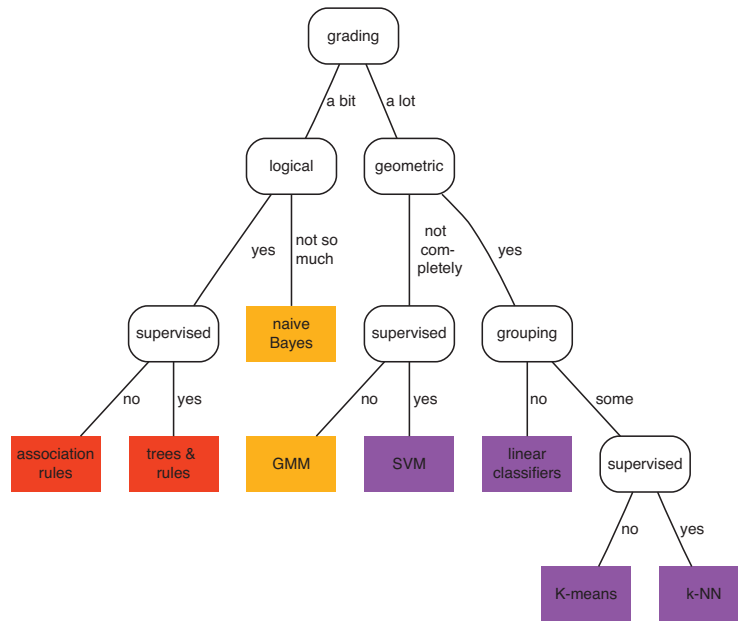 grading
a bit
a lot
logical
geometric
yes
not so
much
not
com-
pletely
yes
supervised
naive
Bayes
supervised
grouping
no
yes
no
yes
no
some
association
rules
trees &
rules
GMM
SVM
linear
classifiers
supervised
no
yes
K-means
k-NN